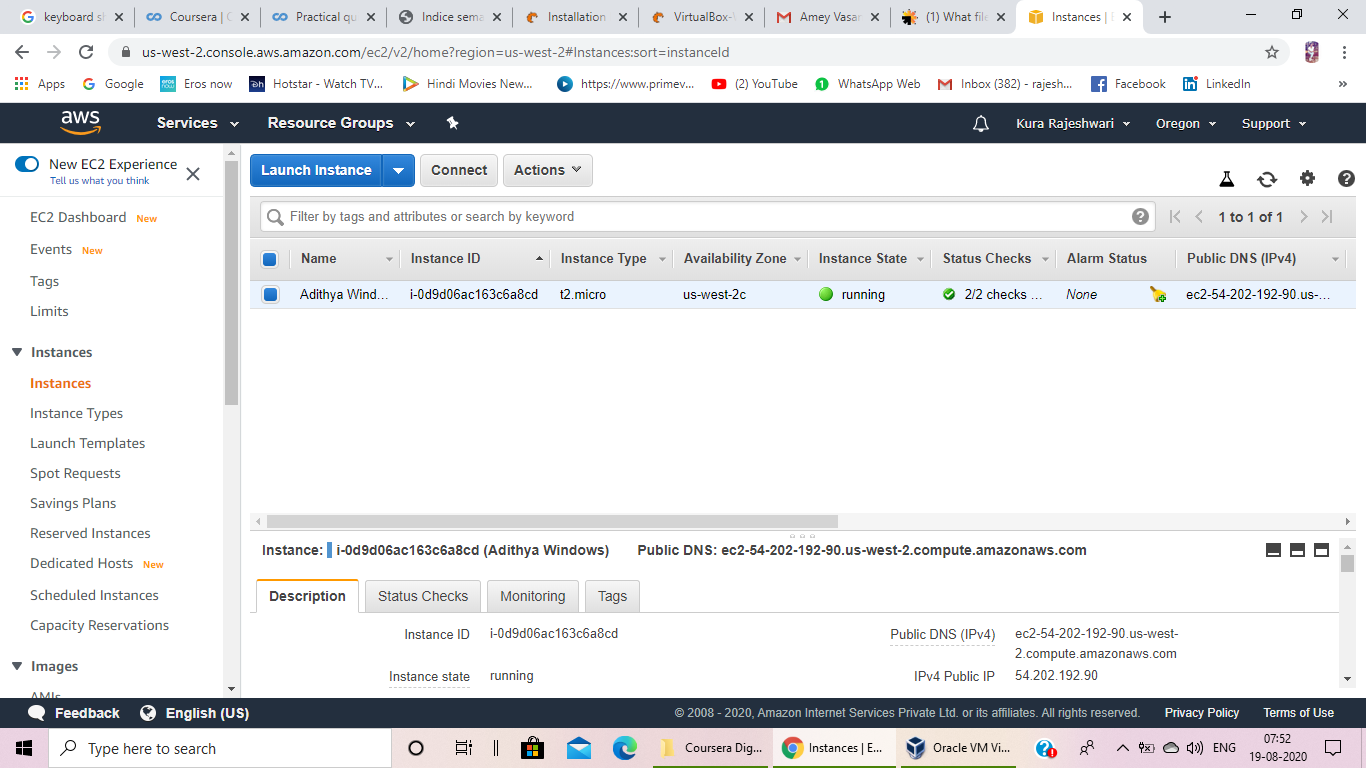 keyboard sh
Coursera | C
Practical qu
Indice sema
Installation
VirtualBox-V
Amey Vasar
(1) What file
Instances | E
us-west-2.console.aws.amazon.com/ec2/v2/home?region=us-west-2#Instances:sort=instanceId
Apps
Google
Eros now
Hotstar - Watch TV...
Hindi Movies New...
https://www.primev...
(2) YouTube
WhatsApp Web
Inbox (382) - rajesh...
Facebook
LinkedIn
»
aws
Services
Resource Groups
Kura Rajeshwari
Oregon
Support
New EC2 Experience
Tell us what you think
EC2 Dashboard New
Events New
Tags
Limits
Instances
Instances
Instance Types
Launch Templates
Spot Requests
Savings Plans
Reserved Instances
Dedicated Hosts New
Scheduled Instances
Capacity Reservations
Images
AMIs
Launch Instance
Connect
Actions
Filter by tags and attributes or search by keyword
1 to 1 of 1
Name Instance ID Instance Type Availability Zone Instance State Status Checks Alarm Status Public DNS (IPv4)
Adithya Wind... i-0d9d06ac163c6a8cd t2.micro us-west-2c running 2/2 checks ... None ec2-54-202-192-90.us-...
Instance: i-0d9d06ac163c6a8cd (Adithya Windows) Public DNS: ec2-54-202-192-90.us-west-2.compute.amazonaws.com
Description
Status Checks
Monitoring
Tags
Instance ID i-0d9d06ac163c6a8cd
Public DNS (IPv4) ec2-54-202-192-90.us-west-
2.compute.amazonaws.com
Instance state running
IPv4 Public IP 54.202.192.90
Feedback
English (US)
© 2008 - 2020, Amazon Internet Services Private Ltd. or its affiliates. All rights reserved.
Privacy Policy
Terms of Use
Type here to search
Coursera Dig...
Instances | E...
Oracle VM Vi...
ENG
07:52
19-08-2020